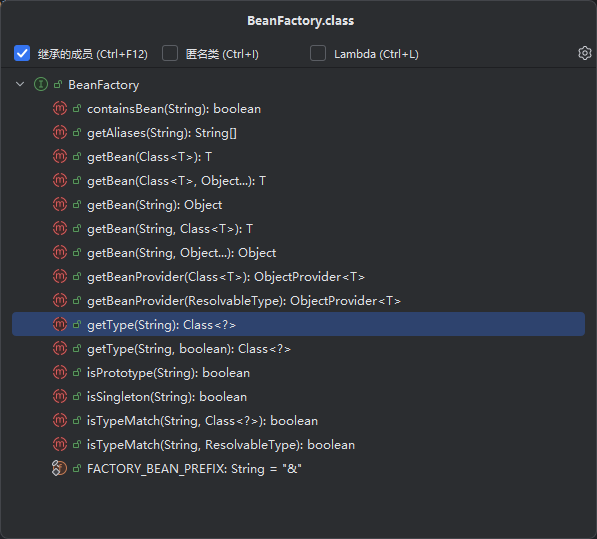 BeanFactory.class
继承的成员 (Ctrl+F12) 匿名类 (Ctrl+I) Lambda (Ctrl+L)
BeanFactory
containsBean(String): boolean
getAliases(String): String[]
getBean(Class<T>): T
getBean(Class<T>, Object...): T
getBean(String): Object
getBean(String, Class<T>): T
getBean(String, Object...): Object
getBeanProvider(Class<T>): ObjectProvider<T>
getBeanProvider(ResolvableType): ObjectProvider<T>
getType(String): Class<?>
getType(String, boolean): Class<?>
isPrototype(String): boolean
isSingleton(String): boolean
isTypeMatch(String, Class<?>): boolean
isTypeMatch(String, ResolvableType): boolean
FACTORY_BEAN_PREFIX: String = "&"